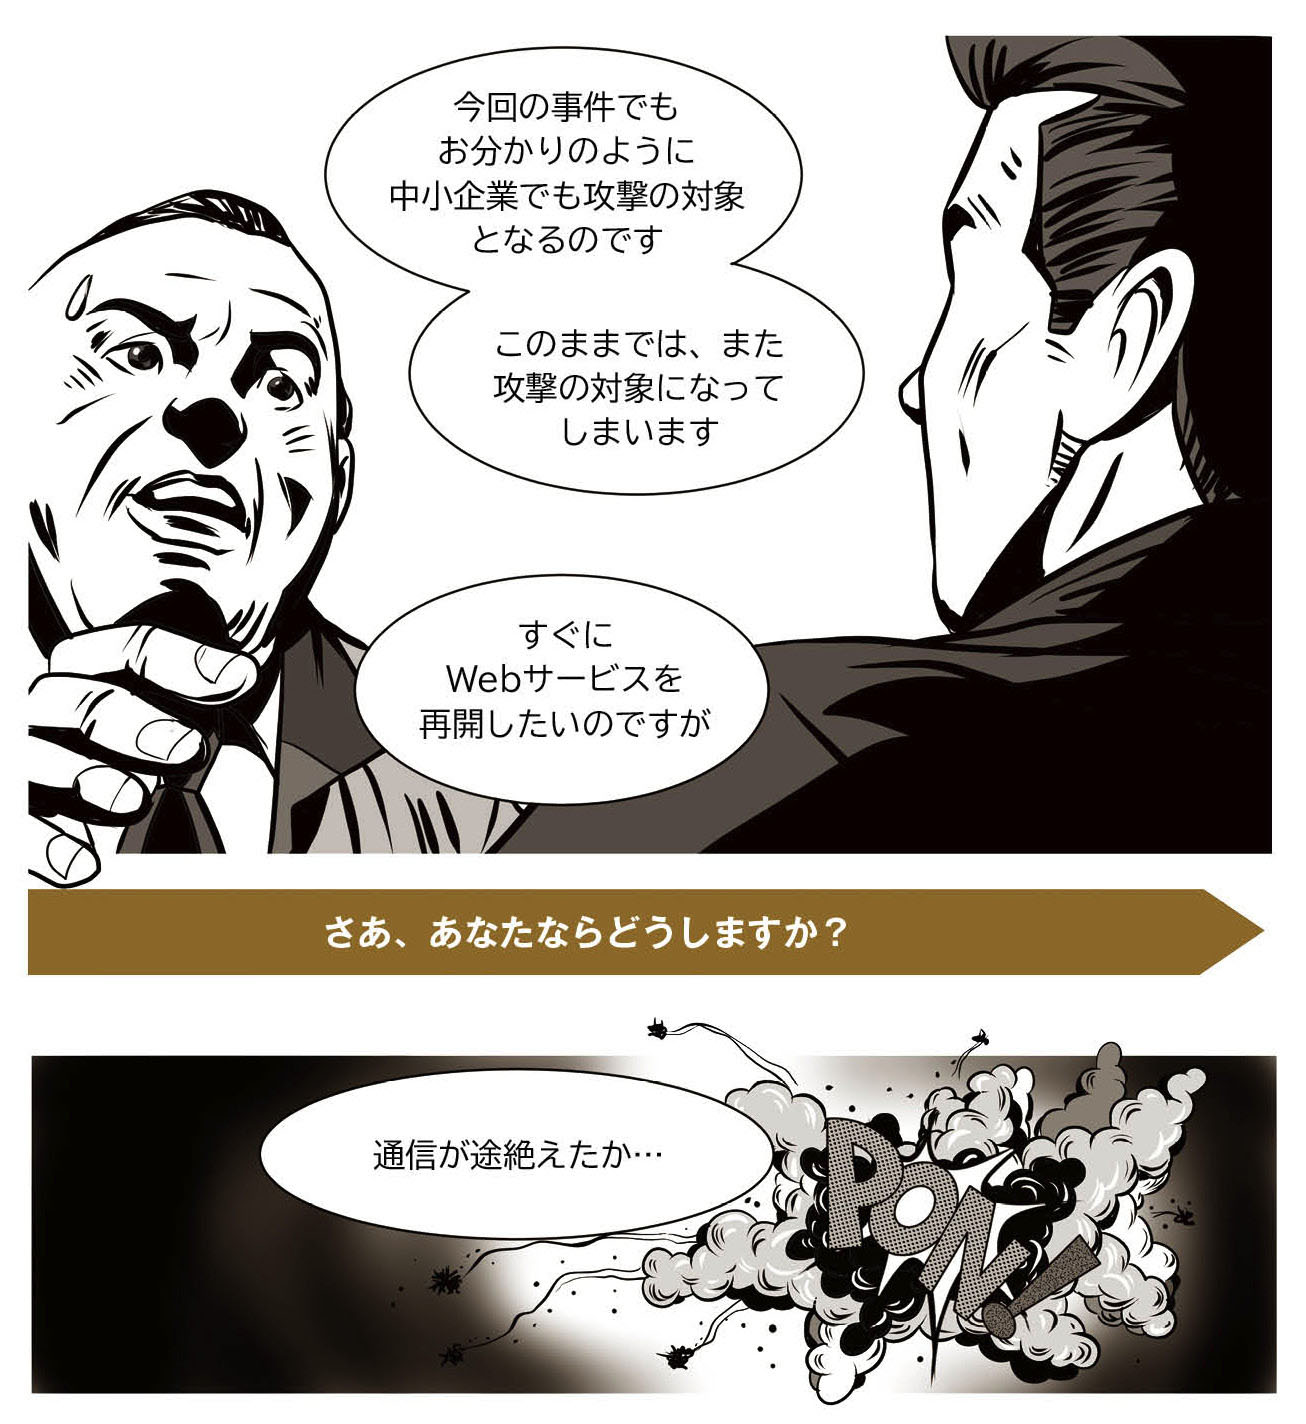 今回の事件でも
お分かりのように
中小企業でも攻撃の対象
となるのです
このままでは、また
攻撃の対象になって
しまいます
すぐに
Webサービスを
再開したいのですが
さあ、あなたならどうしますか？
通信が途絶えたか…
PON!